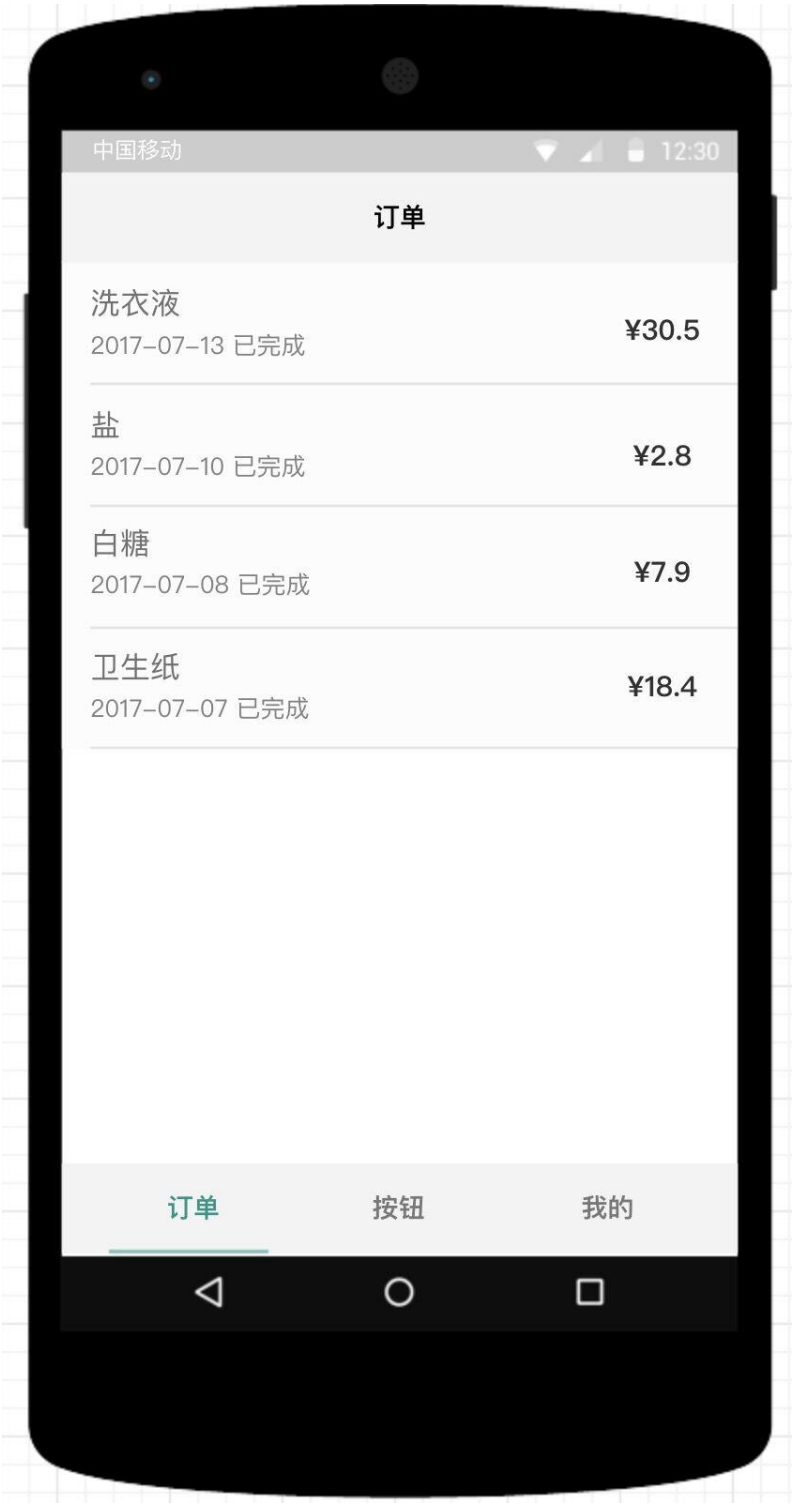 中国移动 12:30
订单
洗衣液
2017-07-13 已完成 ¥30.5
盐
2017-07-10 已完成 ¥2.8
白糖
2017-07-08 已完成 ¥7.9
卫生纸
2017-07-07 已完成 ¥18.4
订单 按钮 我的